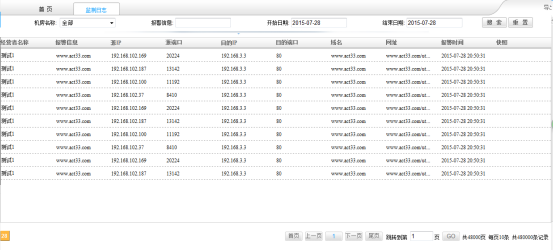 首 页 监测日志
机房名称: 全部 报警信息: 开始日期: 2015-07-28 结束日期: 2015-07-28 搜 索 重 置
经营者名称 报警信息 源IP 源端口 目的IP 目的端口 域名 网址 报警时间 快照
测试1 www.act33.com 192.168.102.169 20224 192.168.3.3 80 www.act33.com www.act33.com/ut... 2015-07-28 20:50:31
测试1 www.act33.com 192.168.102.187 13142 192.168.3.3 80 www.act33.com www.act33.com/ut... 2015-07-28 20:50:31
测试1 www.act33.com 192.168.102.100 11192 192.168.3.3 80 www.act33.com www.act33.com/ut... 2015-07-28 20:50:31
测试1 www.act33.com 192.168.102.37 8410 192.168.3.3 80 www.act33.com www.act33.com/ut... 2015-07-28 20:50:31
测试1 www.act33.com 192.168.102.169 20224 192.168.3.3 80 www.act33.com www.act33.com/ut... 2015-07-28 20:50:31
测试1 www.act33.com 192.168.102.187 13142 192.168.3.3 80 www.act33.com www.act33.com/ut... 2015-07-28 20:50:31
测试1 www.act33.com 192.168.102.100 11192 192.168.3.3 80 www.act33.com www.act33.com/ut... 2015-07-28 20:50:31
测试1 www.act33.com 192.168.102.37 8410 192.168.3.3 80 www.act33.com www.act33.com/ut... 2015-07-28 20:50:31
测试1 www.act33.com 192.168.102.169 20224 192.168.3.3 80 www.act33.com www.act33.com/ut... 2015-07-28 20:50:31
测试1 www.act33.com 192.168.102.187 13142 192.168.3.3 80 www.act33.com www.act33.com/ut... 2015-07-28 20:50:31
首页 上一页 1 下一页 尾页 跳转到第 1 页 GO 共48000页 每页10条 共480000条记录